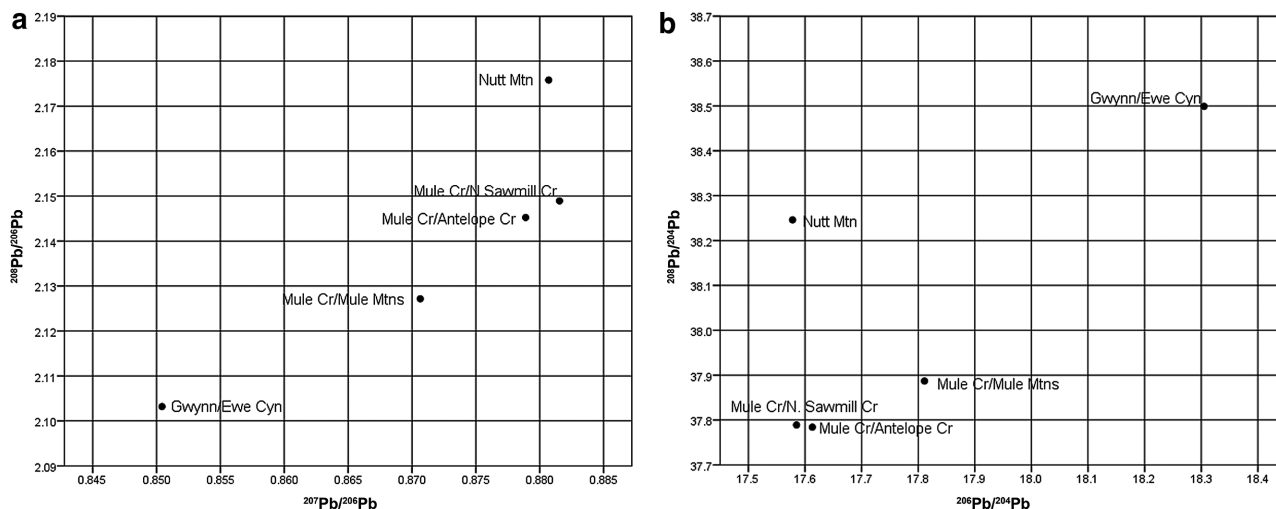 a
2.19
2.18
2.17
2.16
2.15
2.14
2.13
2.12
2.11
2.10
2.09
²⁰⁸Pb/²⁰⁶Pb
Nutt Mtn
Mule Cr/N Sawmill Cr
Mule Cr/Antelope Cr
Mule Cr/Mule Mtns
Gwynn/Ewe Cyn
0.845 0.850 0.855 0.860 0.865 0.870 0.875 0.880 0.885
²⁰⁷Pb/²⁰⁶Pb
b
38.7
38.6
38.5
38.4
38.3
38.2
38.1
38.0
37.9
37.8
37.7
²⁰⁸Pb/²⁰⁴Pb
Gwynn/Ewe Cyn
Nutt Mtn
Mule Cr/Mule Mtns
Mule Cr/N. Sawmill Cr
Mule Cr/Antelope Cr
17.5 17.6 17.7 17.8 17.9 18.0 18.1 18.2 18.3 18.4
²⁰⁶Pb/²⁰⁴Pb